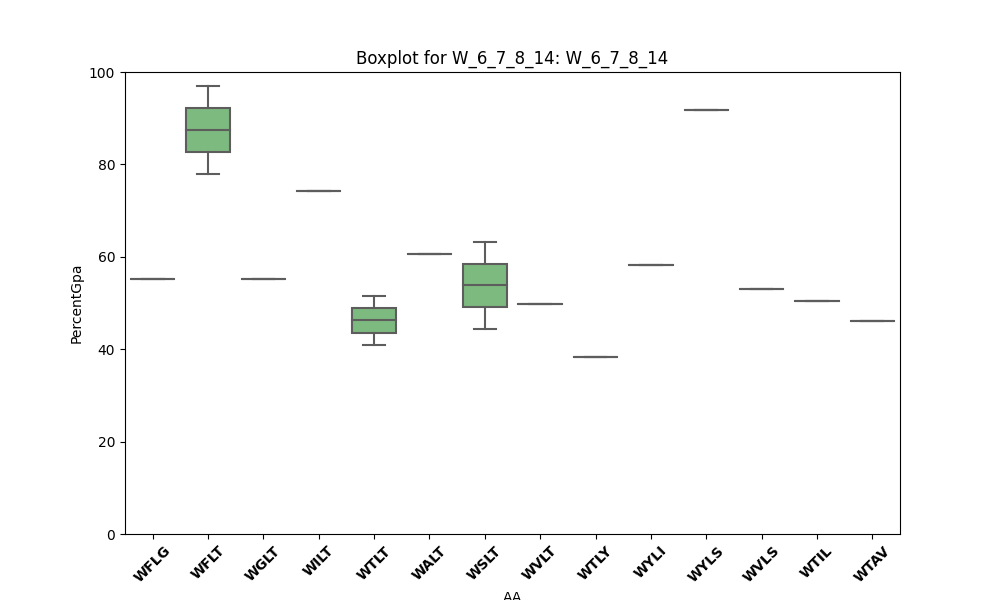 Boxplot for W_6_7_8_14: W_6_7_8_14
100
80
60
40
20
0
PercentGpa
WFLG WFLT WGLT WILT WTLT WALT WSLT WVLT WTLY WYLI WYLS WVLS WTIL WTAV
AA